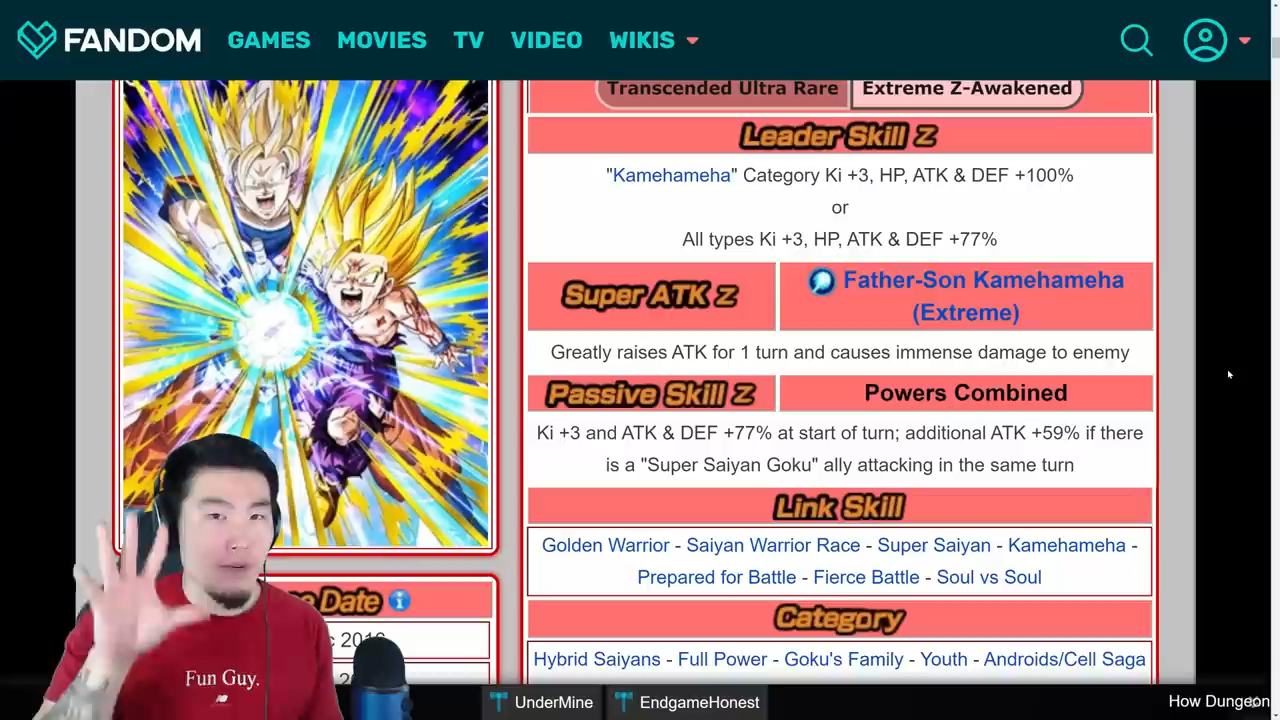 FANDOM GAMES MOVIES TV VIDEO WIKIS
Transcended Ultra Rare Extreme Z-Awakened
Leader Skill Z
"Kamehameha" Category Ki +3, HP, ATK & DEF +100%
or
All types Ki +3, HP, ATK & DEF +77%
Super ATK Z
Father-Son Kamehameha
(Extreme)
Greatly raises ATK for 1 turn and causes immense damage to enemy
Passive Skill Z
Powers Combined
Ki +3 and ATK & DEF +77% at start of turn; additional ATK +59% if there
is a "Super Saiyan Goku" ally attacking in the same turn
Link Skill
Golden Warrior - Saiyan Warrior Race - Super Saiyan - Kamehameha -
Prepared for Battle - Fierce Battle - Soul vs Soul
Category
Hybrid Saiyans - Full Power - Goku's Family - Youth - Androids/Cell Saga
Date
Fun Guy.
UnderMine
EndgameHonest
How Dungeon